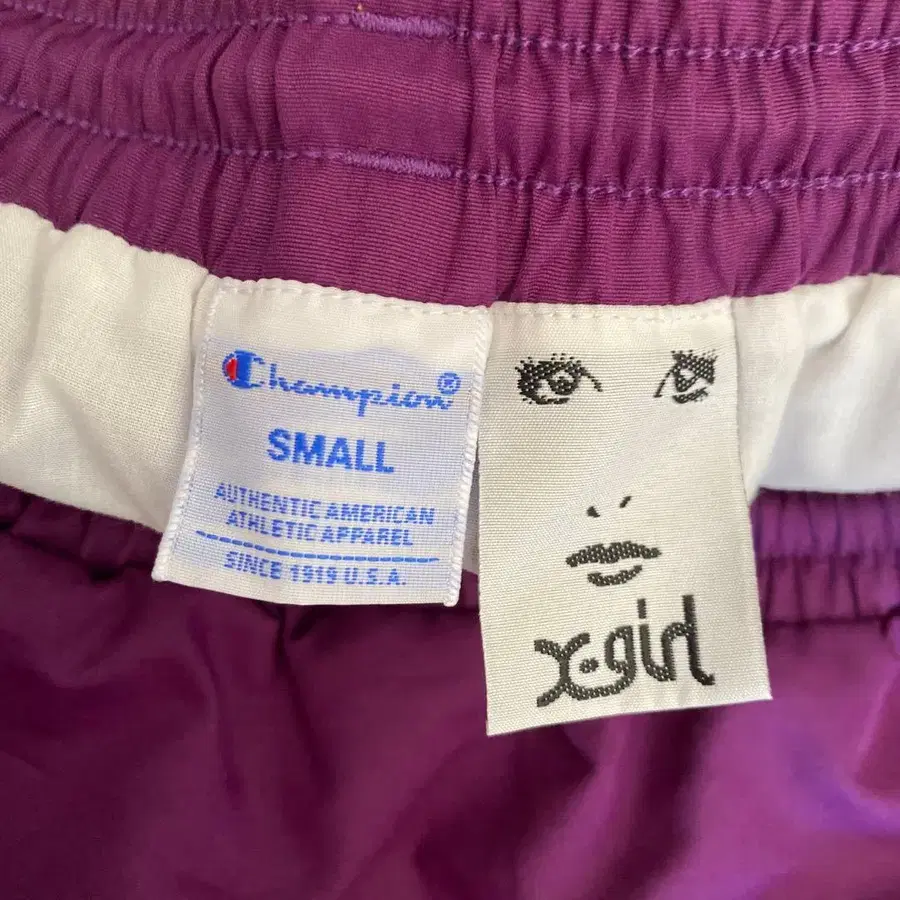 Champion®
SMALL
AUTHENTIC AMERICAN
ATHLETIC APPAREL
SINCE 1919 U.S.A.
x-girl